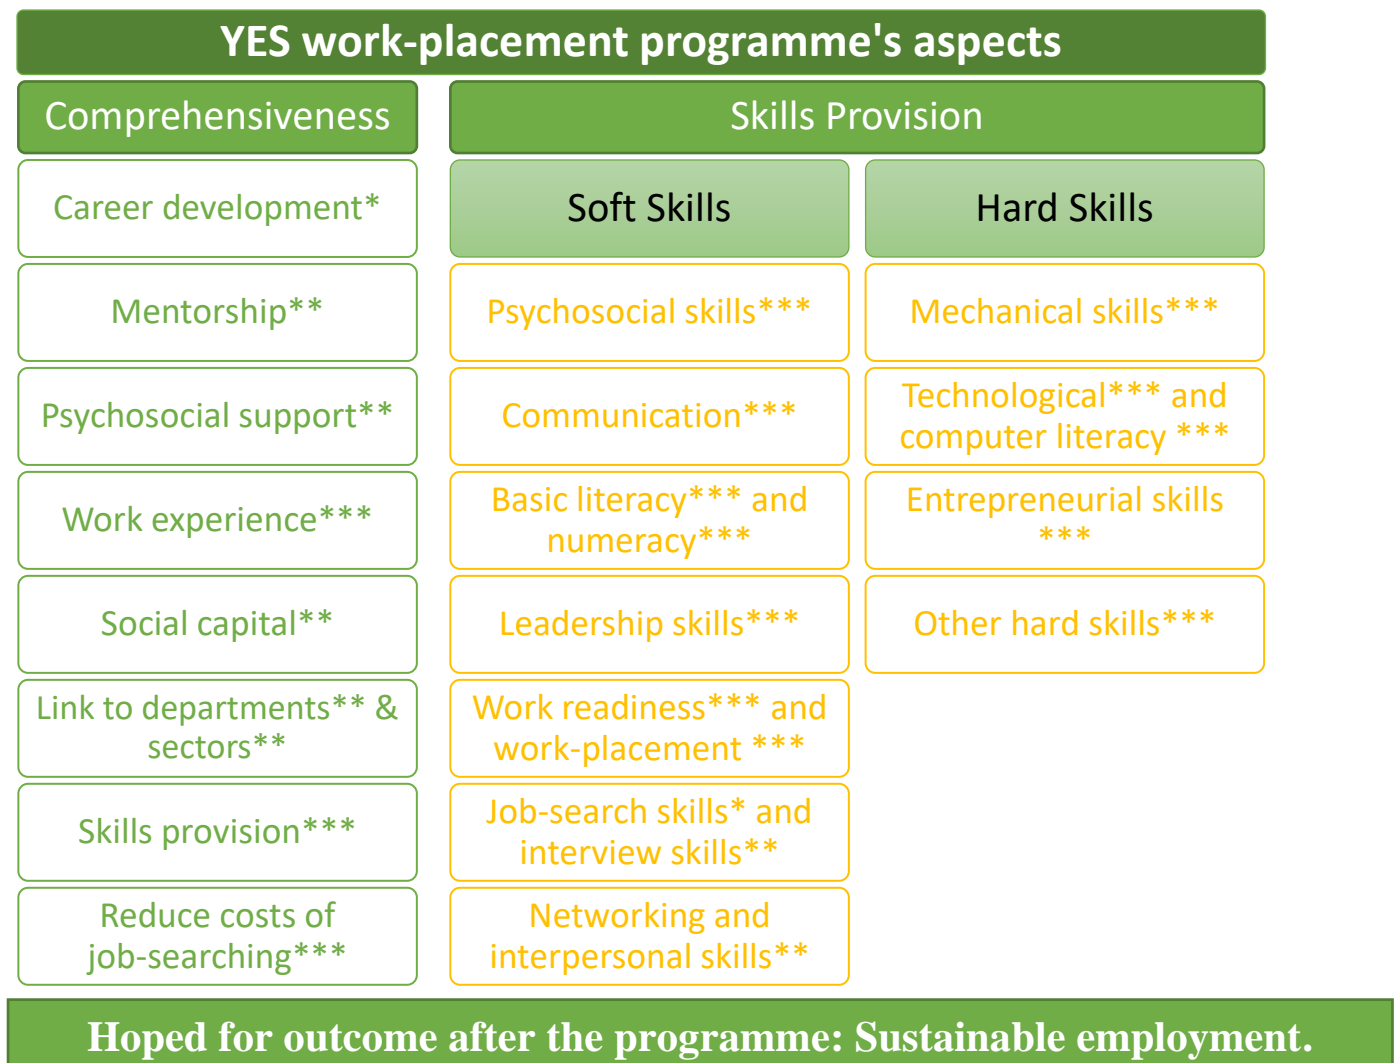 YES work-placement programme's aspects
Comprehensiveness
Career development*
Mentorship**
Psychosocial support**
Work experience***
Social capital**
Link to departments** &
sectors**
Skills provision***
Reduce costs of
job-searching***
Skills Provision
Soft Skills
Psychosocial skills***
Communication***
Basic literacy*** and
numeracy***
Leadership skills***
Work readiness*** and
work-placement ***
Job-search skills* and
interview skills**
Networking and
interpersonal skills**
Hard Skills
Mechanical skills***
Technological*** and
computer literacy ***
Entrepreneurial skills
***
Other hard skills***
Hoped for outcome after the programme: Sustainable employment.